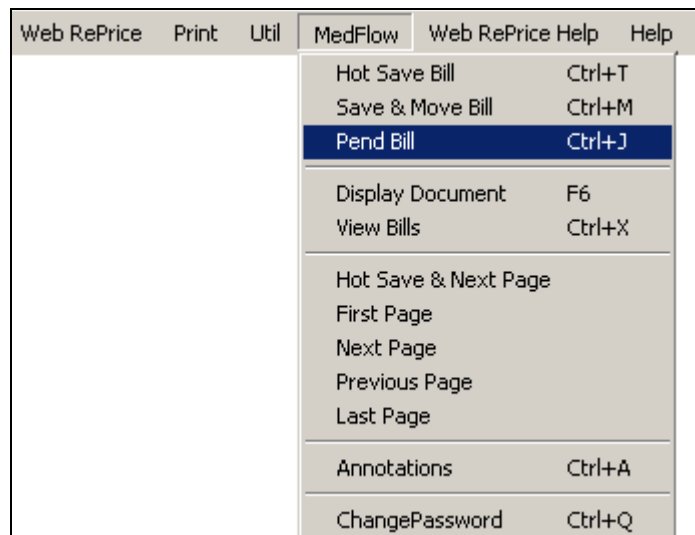 Web RePrice Print Util MedFlow Web RePrice Help Help
Hot Save Bill Ctrl+T
Save & Move Bill Ctrl+M
Pend Bill Ctrl+J
Display Document F6
View Bills Ctrl+X
Hot Save & Next Page
First Page
Next Page
Previous Page
Last Page
Annotations Ctrl+A
ChangePassword Ctrl+Q